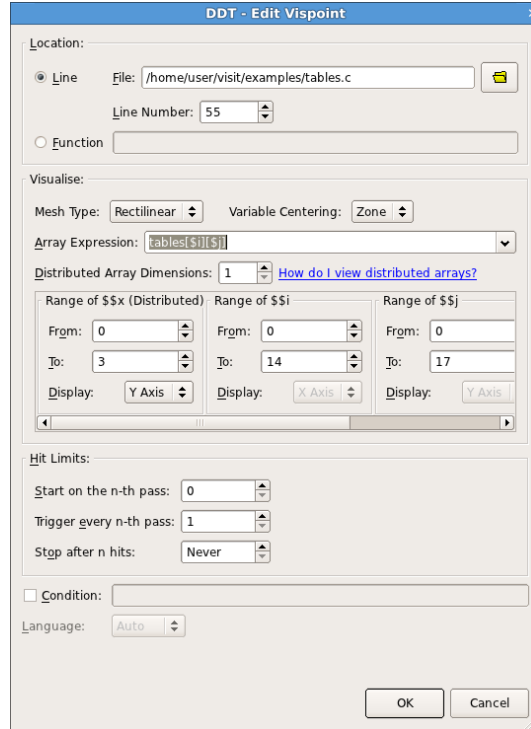 DDT - Edit Vispoint
Location:
Line File: /home/user/visit/examples/tables.c
Line Number: 55
Function
Visualise:
Mesh Type: Rectilinear Variable Centering: Zone
Array Expression: tables[$i][$j]
Distributed Array Dimensions: 1 How do I view distributed arrays?
Range of $$x (Distributed) Range of $$i Range of $$j
From: 0 From: 0 From: 0
To: 3 To: 14 To: 17
Display: Y Axis Display: X Axis Display: Y Axis
Hit Limits:
Start on the n-th pass: 0
Trigger every n-th pass: 1
Stop after n hits: Never
Condition:
Language: Auto
OK Cancel